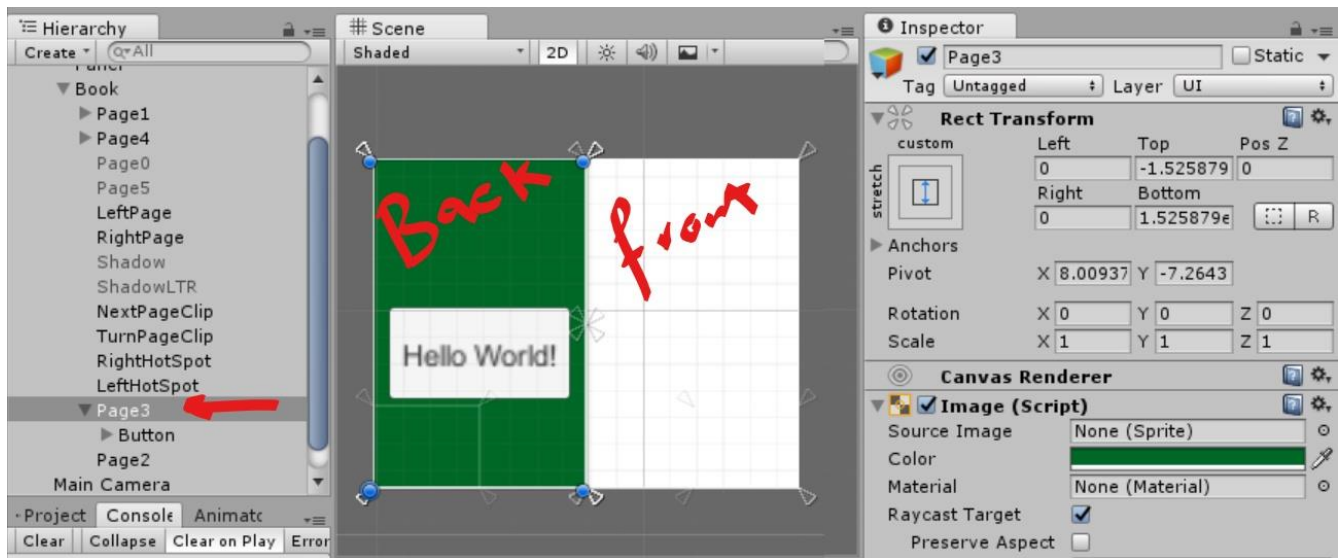 Hierarchy
Create
All
Book
Page1
Page4
Page0
Page5
LeftPage
RightPage
Shadow
ShadowLTR
NextPageClip
TurnPageClip
RightHotSpot
LeftHotSpot
Page3
Button
Page2
Main Camera
Project Console
Clear Collapse Clear on Play Error
Scene
Shaded 2D
Back
front
Hello World!
Inspector
Page3 Static
Tag Untagged Layer UI
Rect Transform
custom Left Top Pos Z
stretch
0 -1.525879 0
Right Bottom
0 1.525879e R
Anchors
Pivot X 8.00937 Y -7.2643
Rotation X 0 Y 0 Z 0
Scale X 1 Y 1 Z 1
Canvas Renderer
Image (Script)
Source Image None (Sprite)
Color
Material None (Material)
Raycast Target
Preserve Aspect